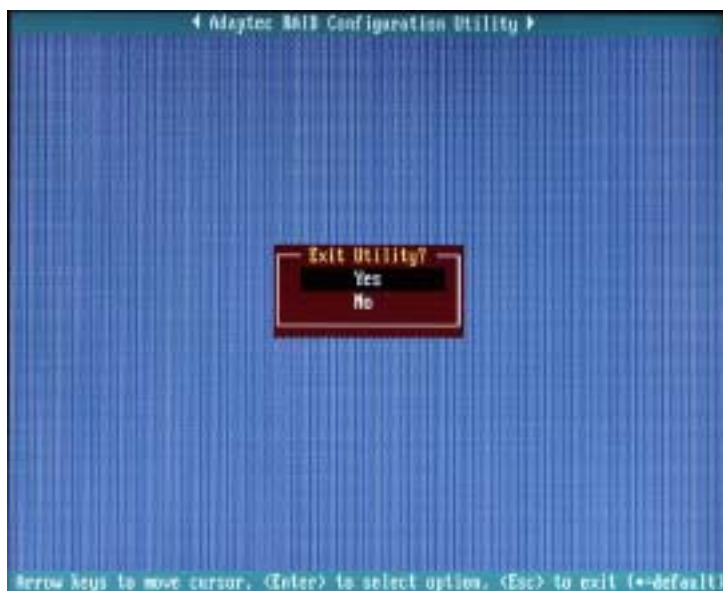 Adaptec RAID Configuration Utility
Exit Utility?
Yes
No
Arrow keys to move cursor, <Enter> to select option, <Esc> to exit (*=default)